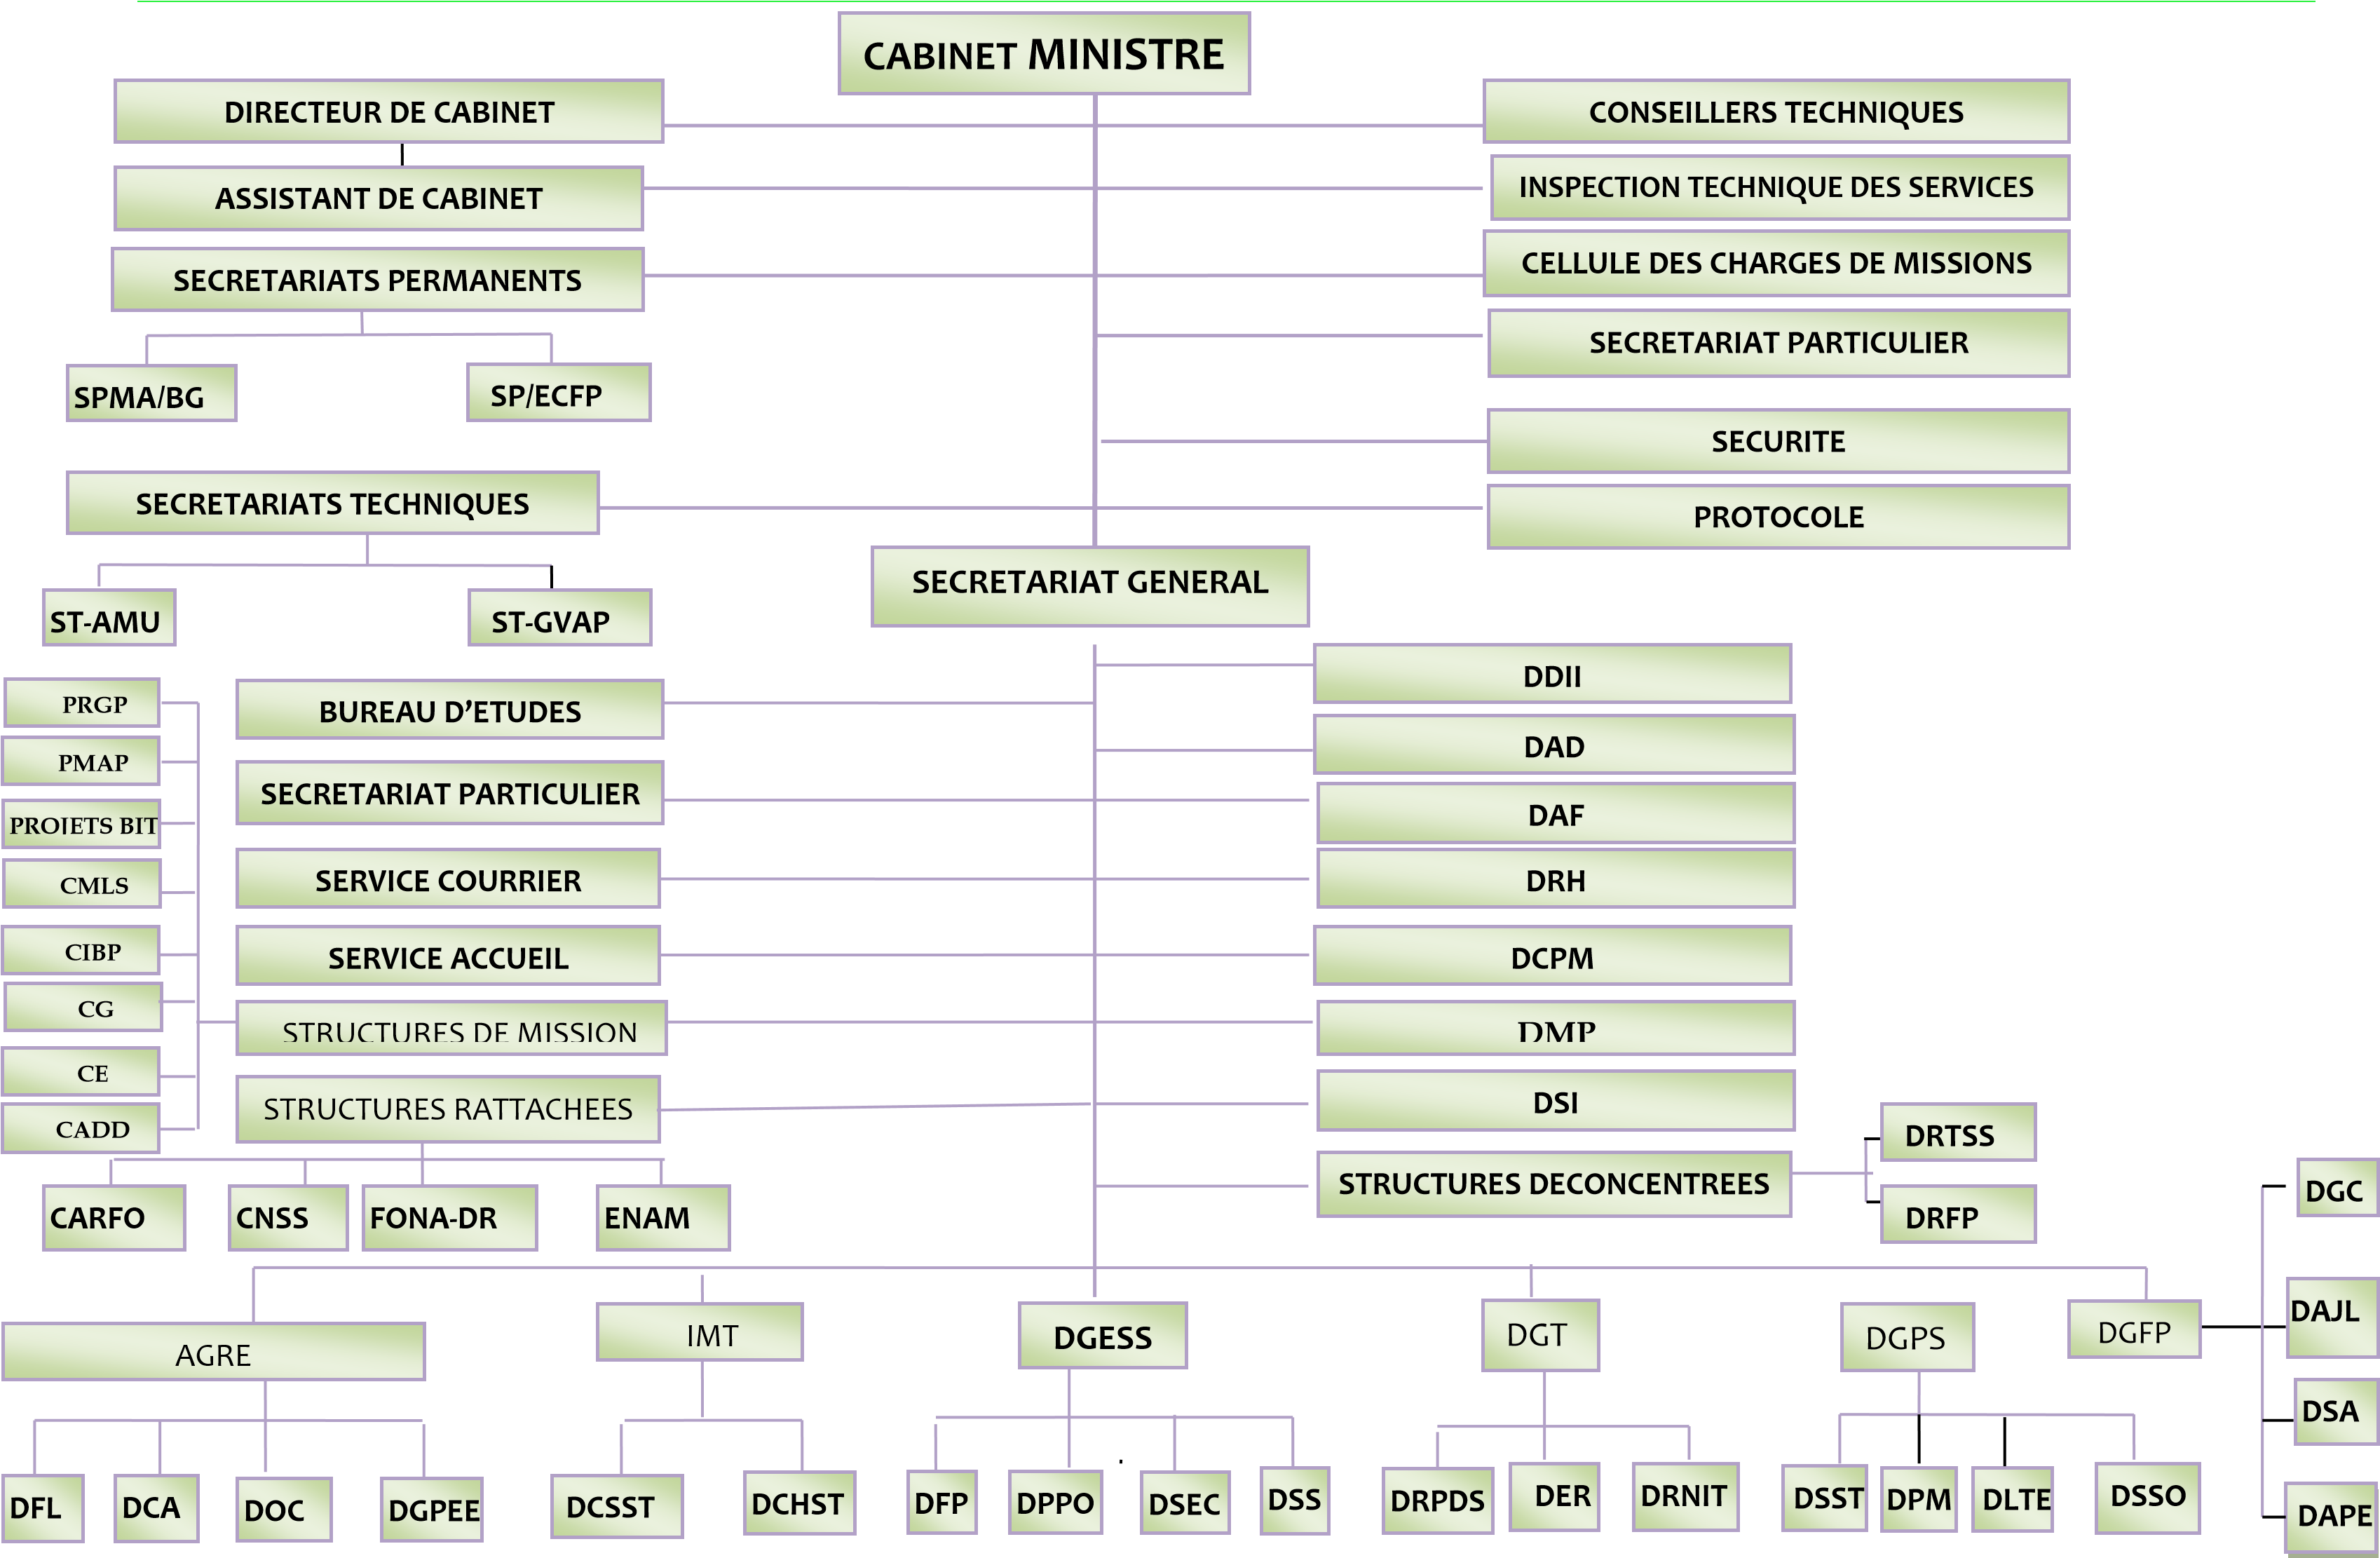 CABINET MINISTRE
DIRECTEUR DE CABINET
CONSEILLERS TECHNIQUES
ASSISTANT DE CABINET
INSPECTION TECHNIQUE DES SERVICES
SECRETARIATS PERMANENTS
CELLULE DES CHARGES DE MISSIONS
SECRETARIAT PARTICULIER
SPMA/BG
SP/ECFP
SECURITE
SECRETARIATS TECHNIQUES
PROTOCOLE
SECRETARIAT GENERAL
ST-AMU
ST-GVAP
DDII
PRGP
BUREAU D’ETUDES
DAD
PMAP
SECRETARIAT PARTICULIER
DAF
PROJETS BIT
SERVICE COURRIER
DRH
CMLS
CIBP
SERVICE ACCUEIL
DCPM
CG
STRUCTURES DE MISSION
DMP
CE
STRUCTURES RATTACHEES
DSI
CADD
DRTSS
STRUCTURES DECONCENTREES
DGC
CARFO
CNSS
FONA-DR
ENAM
DRFP
DAJL
AGRE
IMT
DGESS
DGT
DGPS
DGFP
DSA
DFL
DCA
DOC
DGPEE
DCSST
DCHST
.
DFP
DPPO
DSEC
DSS
DRPDS
DER
DRNIT
DSST
DPM
DLTE
DSSO
DAPE